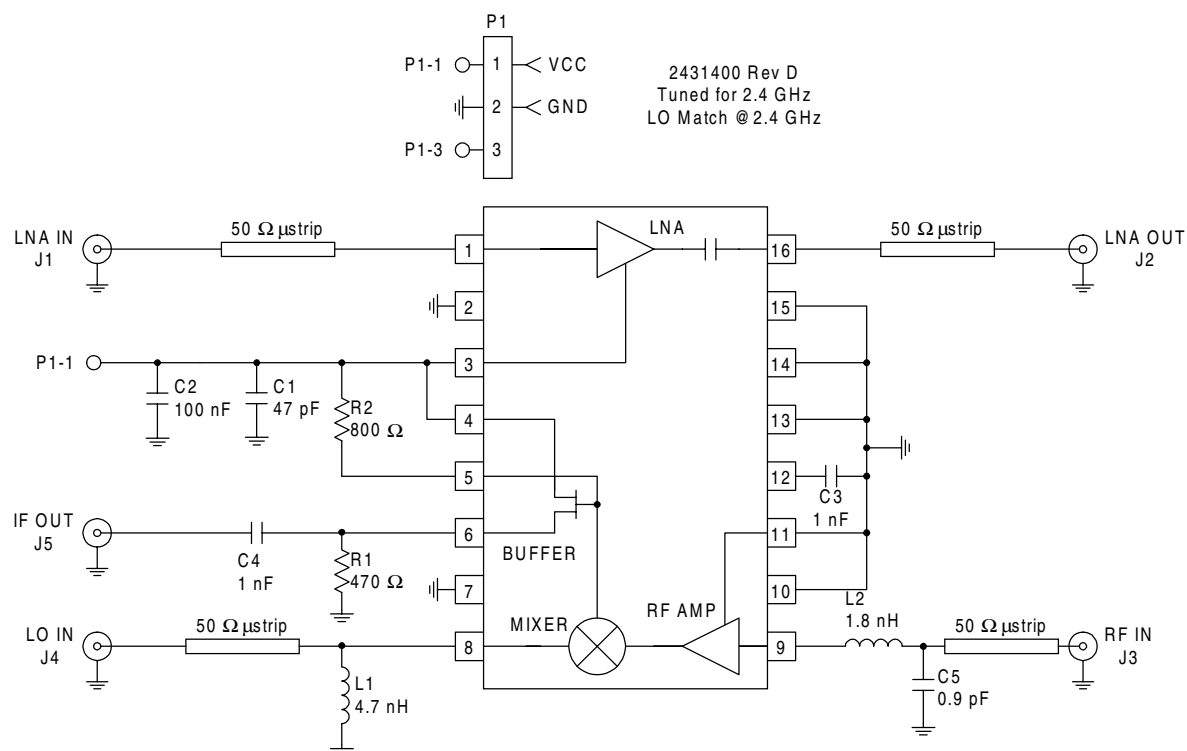 P1
P1-1
1
VCC
2
GND
P1-3
3
2431400 Rev D
Tuned for 2.4 GHz
LO Match @ 2.4 GHz
LNA IN
J1
50 Ω µstrip
1
LNA
16
50 Ω µstrip
LNA OUT
J2
2
15
P1-1
3
14
C2
100 nF
C1
47 pF
R2
800 Ω
4
13
5
12
C3
1 nF
IF OUT
J5
C4
1 nF
R1
470 Ω
6
BUFFER
11
7
10
LO IN
J4
50 Ω µstrip
8
MIXER
RF AMP
9
L2
1.8 nH
50 Ω µstrip
RF IN
J3
L1
4.7 nH
C5
0.9 pF